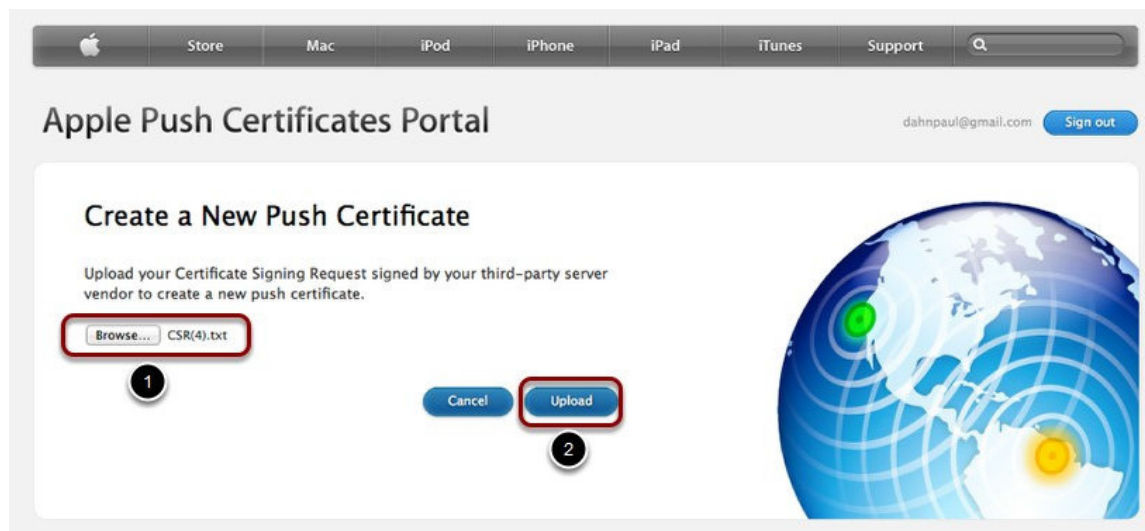 Store Mac iPod iPhone iPad iTunes Support
Apple Push Certificates Portal
dahnpaul@gmail.com Sign out
Create a New Push Certificate
Upload your Certificate Signing Request signed by your third-party server
vendor to create a new push certificate.
Browse... CSR(4).txt
1
Cancel Upload
2